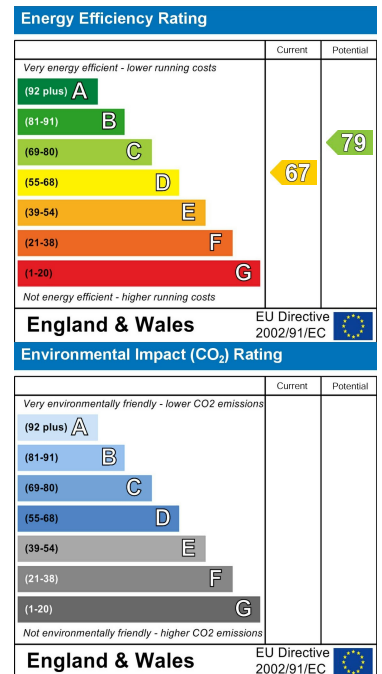 Energy Efficiency Rating
Current Potential
Very energy efficient - lower running costs
(92 plus) A
(81-91) B
(69-80) C
(55-68) D
(39-54) E
(21-38) F
(1-20) G
67
79
Not energy efficient - higher running costs
England & Wales
EU Directive
2002/91/EC
Environmental Impact (CO₂) Rating
Current Potential
Very environmentally friendly - lower CO2 emissions
(92 plus) A
(81-91) B
(69-80) C
(55-68) D
(39-54) E
(21-38) F
(1-20) G
Not environmentally friendly - higher CO2 emissions
England & Wales
EU Directive
2002/91/EC